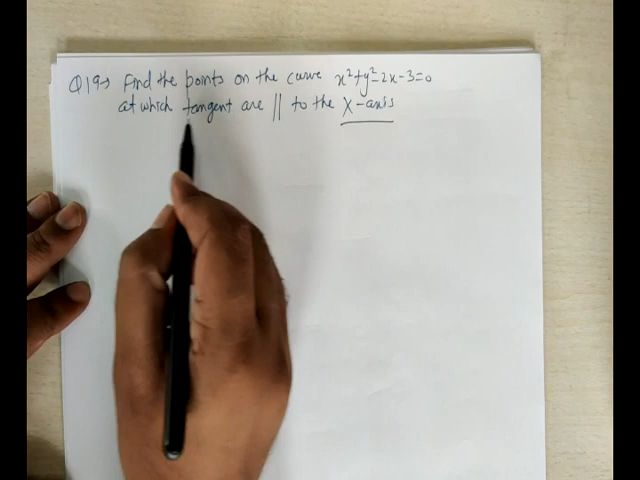 Q19→ Find the points on the curve x²+y²-2x-3=0
at which tangent are || to the X-axis